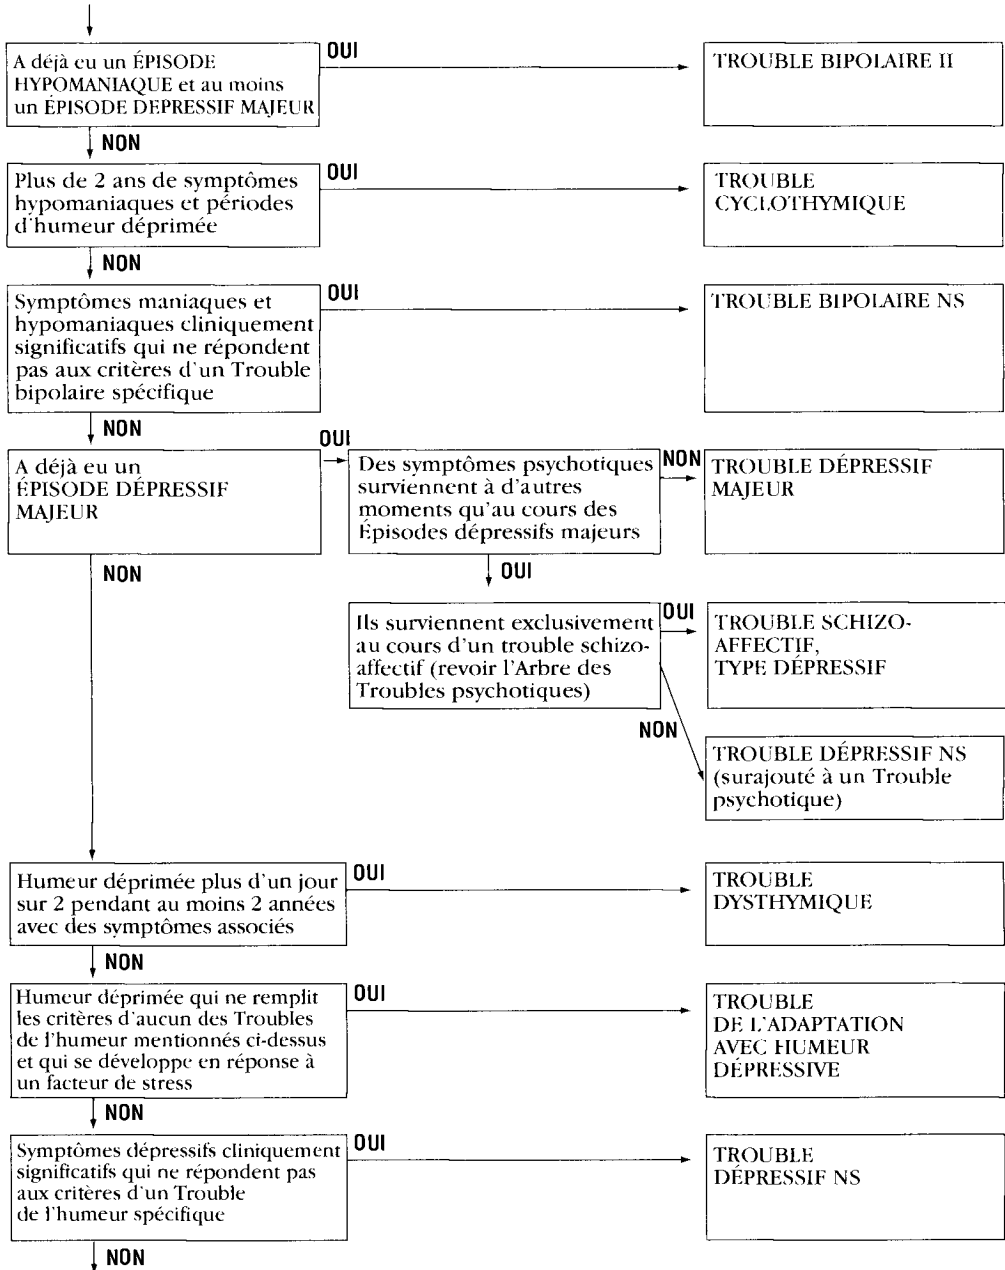 A déjà eu un ÉPISODE
HYPOMANIAQUE et au moins
un ÉPISODE DEPRESSIF MAJEUR
OUI
TROUBLE BIPOLAIRE II
NON
Plus de 2 ans de symptômes
hypomaniaques et périodes
d'humeur déprimée
OUI
TROUBLE
CYCLOTHYMIQUE
NON
Symptômes maniaques et
hypomaniaques cliniquement
significatifs qui ne répondent
pas aux critères d'un Trouble
bipolaire spécifique
OUI
TROUBLE BIPOLAIRE NS
NON
A déjà eu un
ÉPISODE DÉPRESSIF
MAJEUR
OUI
Des symptômes psychotiques
surviennent à d'autres
moments qu'au cours des
Épisodes dépressifs majeurs
NON
TROUBLE DÉPRESSIF
MAJEUR
NON
OUI
Ils surviennent exclusivement
au cours d'un trouble schizo-
affectif (revoir l'Arbre des
Troubles psychotiques)
OUI
TROUBLE SCHIZO-
AFFECTIF,
TYPE DÉPRESSIF
NON
TROUBLE DÉPRESSIF NS
(surajouté à un Trouble
psychotique)
Humeur déprimée plus d'un jour
sur 2 pendant au moins 2 années
avec des symptômes associés
OUI
TROUBLE
DYSTHYMIQUE
NON
Humeur déprimée qui ne remplit
les critères d'aucun des Troubles
de l'humeur mentionnés ci-dessus
et qui se développe en réponse à
un facteur de stress
OUI
TROUBLE
DE L'ADAPTATION
AVEC HUMEUR
DÉPRESSIVE
NON
Symptômes dépressifs cliniquement
significatifs qui ne répondent pas
aux critères d'un Trouble
de l'humeur spécifique
OUI
TROUBLE
DÉPRESSIF NS
NON